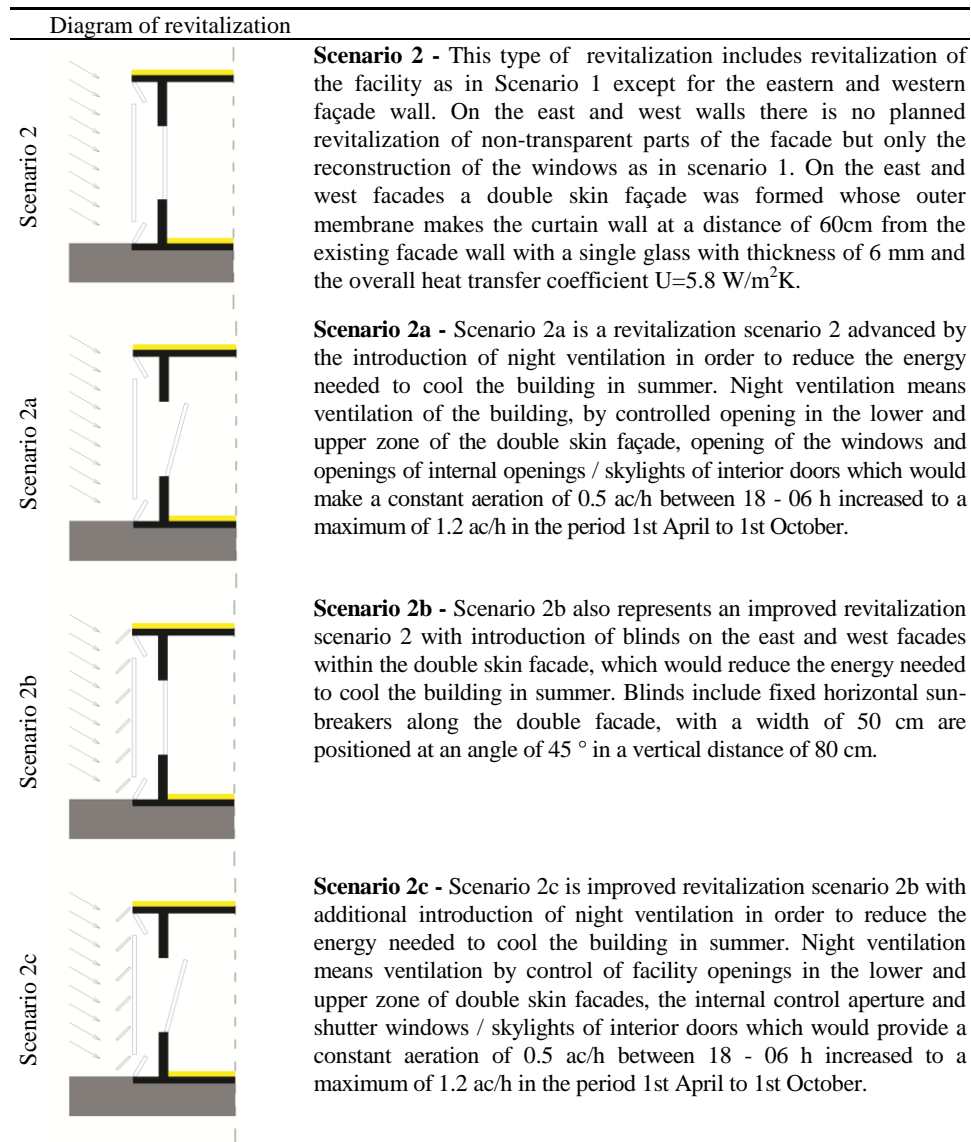 Diagram of revitalization
Scenario 2
Scenario 2 - This type of revitalization includes revitalization of
the facility as in Scenario 1 except for the eastern and western
façade wall. On the east and west walls there is no planned
revitalization of non-transparent parts of the facade but only the
reconstruction of the windows as in scenario 1. On the east and
west facades a double skin façade was formed whose outer
membrane makes the curtain wall at a distance of 60cm from the
existing facade wall with a single glass with thickness of 6 mm and
the overall heat transfer coefficient U=5.8 W/m²K.
Scenario 2a
Scenario 2a - Scenario 2a is a revitalization scenario 2 advanced by
the introduction of night ventilation in order to reduce the energy
needed to cool the building in summer. Night ventilation means
ventilation of the building, by controlled opening in the lower and
upper zone of the double skin façade, opening of the windows and
openings of internal openings / skylights of interior doors which would
make a constant aeration of 0.5 ac/h between 18 - 06 h increased to a
maximum of 1.2 ac/h in the period 1st April to 1st October.
Scenario 2b
Scenario 2b - Scenario 2b also represents an improved revitalization
scenario 2 with introduction of blinds on the east and west facades
within the double skin facade, which would reduce the energy needed
to cool the building in summer. Blinds include fixed horizontal sun-
breakers along the double facade, with a width of 50 cm are
positioned at an angle of 45 ° in a vertical distance of 80 cm.
Scenario 2c
Scenario 2c - Scenario 2c is improved revitalization scenario 2b with
additional introduction of night ventilation in order to reduce the
energy needed to cool the building in summer. Night ventilation
means ventilation by control of facility openings in the lower and
upper zone of double skin facades, the internal control aperture and
shutter windows / skylights of interior doors which would provide a
constant aeration of 0.5 ac/h between 18 - 06 h increased to a
maximum of 1.2 ac/h in the period 1st April to 1st October.